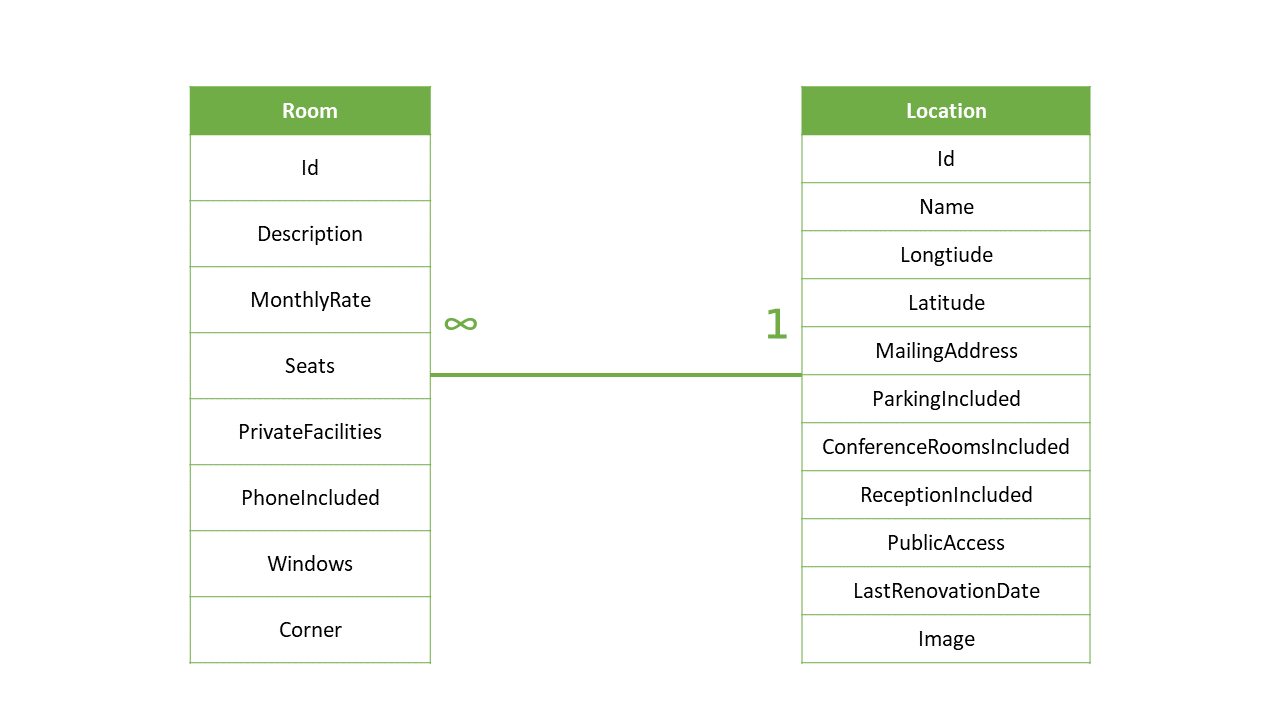 Room
Id
Description
MonthlyRate
Seats
PrivateFacilities
PhoneIncluded
Windows
Corner
∞
1
Location
Id
Name
Longtiude
Latitude
MailingAddress
ParkingIncluded
ConferenceRoomsIncluded
ReceptionIncluded
PublicAccess
LastRenovationDate
Image